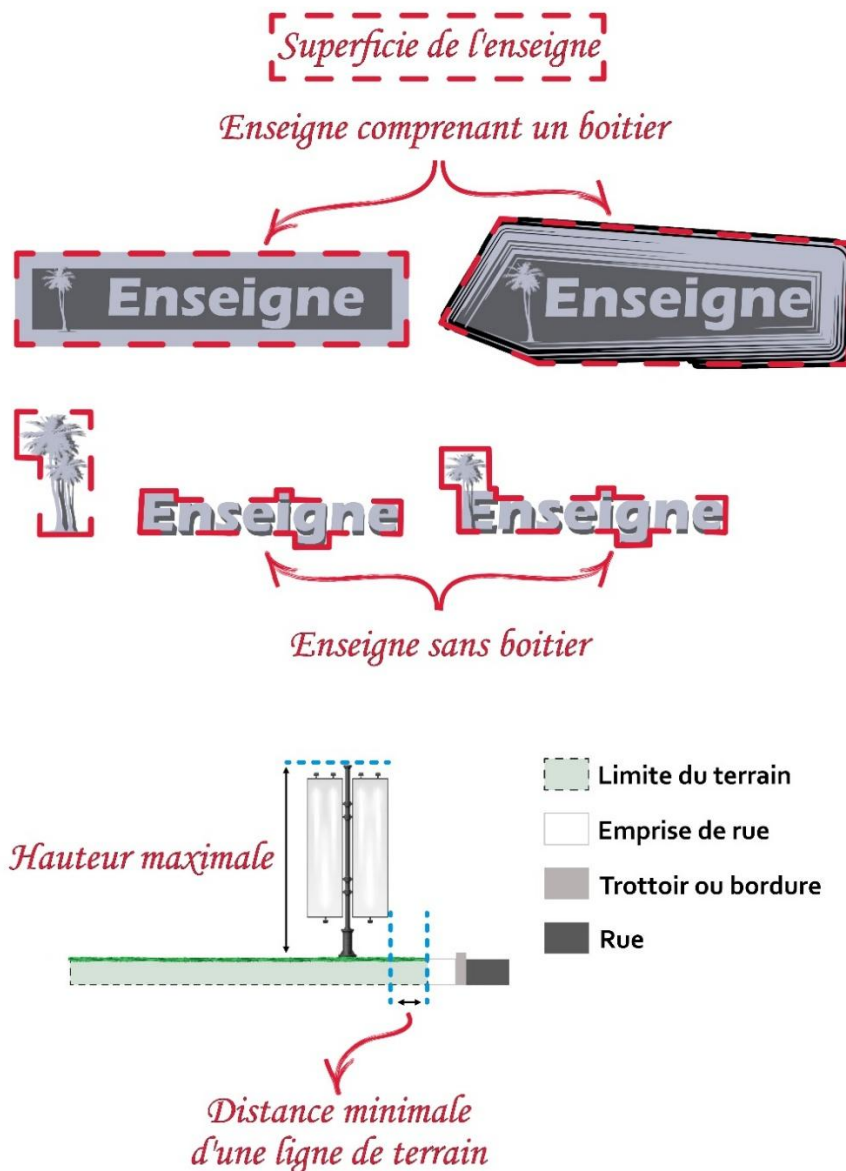 Superficie de l'enseigne
Enseigne comprenant un boitier
Enseigne
Enseigne
Enseigne
Enseigne
Enseigne sans boitier
Limite du terrain
Emprise de rue
Hauteur maximale
Trottoir ou bordure
Rue
Distance minimale
d'une ligne de terrain